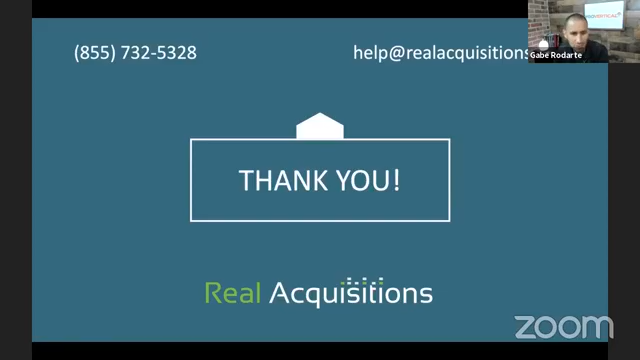 (855) 732-5328
help@realacquisitions
Gabe Rodarte
THANK YOU!
Real Acquisitions
zoom